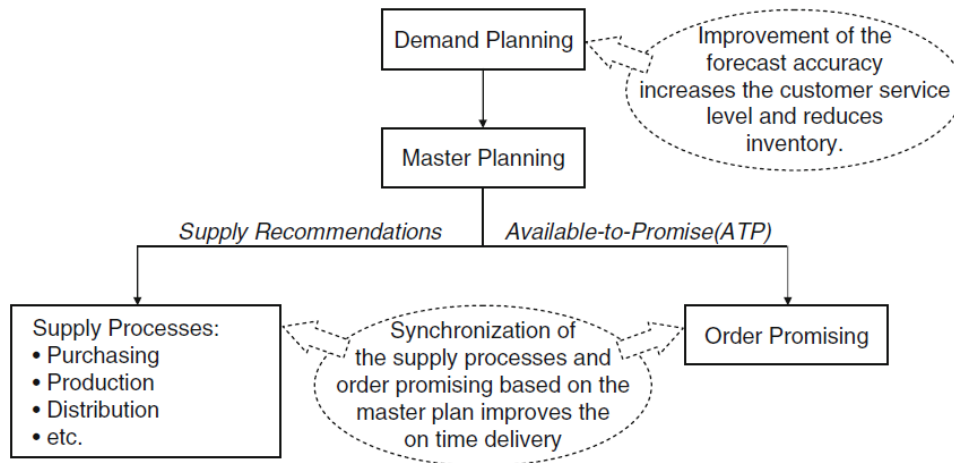 Demand Planning
Improvement of the
forecast accuracy
increases the customer service
level and reduces
inventory.
Master Planning
Supply Recommendations
Available-to-Promise(ATP)
Supply Processes:
• Purchasing
• Production
• Distribution
• etc.
Synchronization of
the supply processes and
order promising based on the
master plan improves the
on time delivery
Order Promising